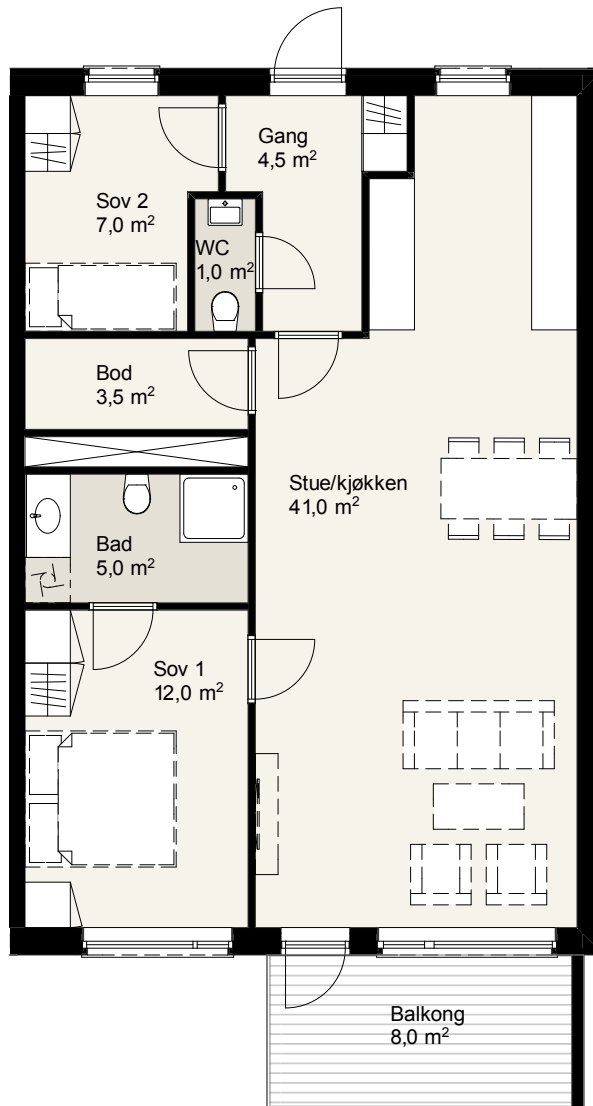 Gang
4,5 m²
Sov 2
7,0 m²
WC
1,0 m²
Bod
3,5 m²
Stue/kjøkken
41,0 m²
Bad
5,0 m²
Sov 1
12,0 m²
Balkong
8,0 m²